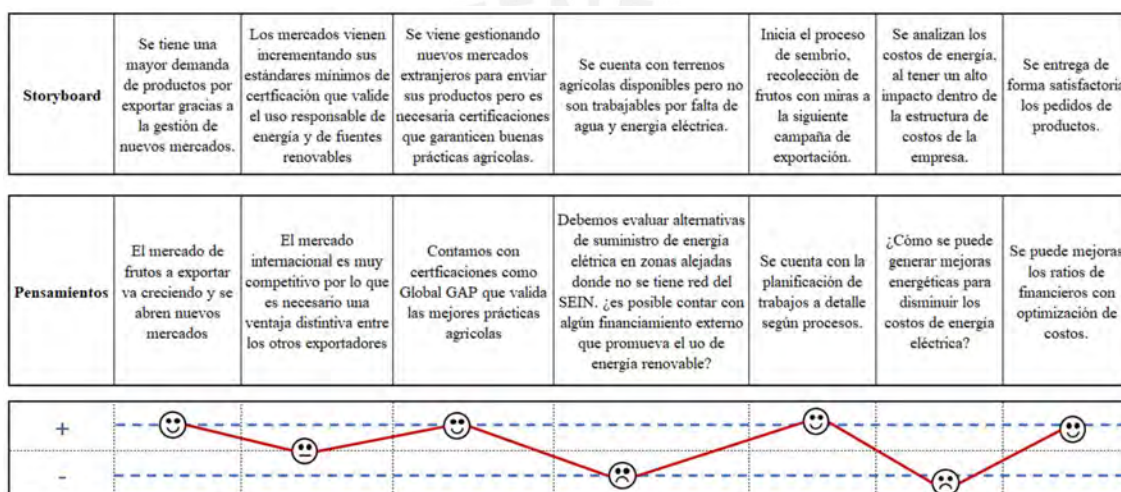 Storyboard
Se tiene una
mayor demanda
de productos por
exportar gracias a
la gestión de
nuevos mercados.
Los mercados vienen
incrementando sus
estándares mínimos de
certficación que valide
el uso responsable de
energía y de fuentes
renovables
Se viene gestionando
nuevos mercados
extranjeros para enviar
sus productos pero es
necesaria certificaciones
que garanticen buenas
prácticas agrícolas.
Se cuenta con terrenos
agrícolas disponibles pero no
son trabajables por falta de
agua y energia eléctrica.
Inicia el proceso
de sembrío,
recolección de
frutos con miras a
la siguiente
campaña de
exportación.
Se analizan los
costos de energía,
al tener un alto
impacto dentro de
la estructura de
costos de la
empresa.
Se entrega de
forma satisfactoria
los pedidos de
productos.
Pensamientos
El mercado de
frutos a exportar
va creciendo y se
abren nuevos
mercados
El mercado
internacional es muy
competitivo por lo que
es necesario una
ventaja distintiva entre
los otros exportadores
Contamos con
certficaciones como
Global GAP que valida
las mejores prácticas
agrícolas
Debemos evaluar alternativas
de suministro de energía
elétrica en zonas alejadas
donde no se tiene red del
SEIN. ¿es posible contar con
algún financiamiento externo
que promueva el uo de
energía renovable?
Se cuenta con la
planificación de
trabajos a detalle
según procesos.
¿Cómo se puede
generar mejoras
energéticas para
disminuir los
costos de energía
eléctrica?
Se puede mejoras
los ratios de
financieros con
optimización de
costos.
+
-